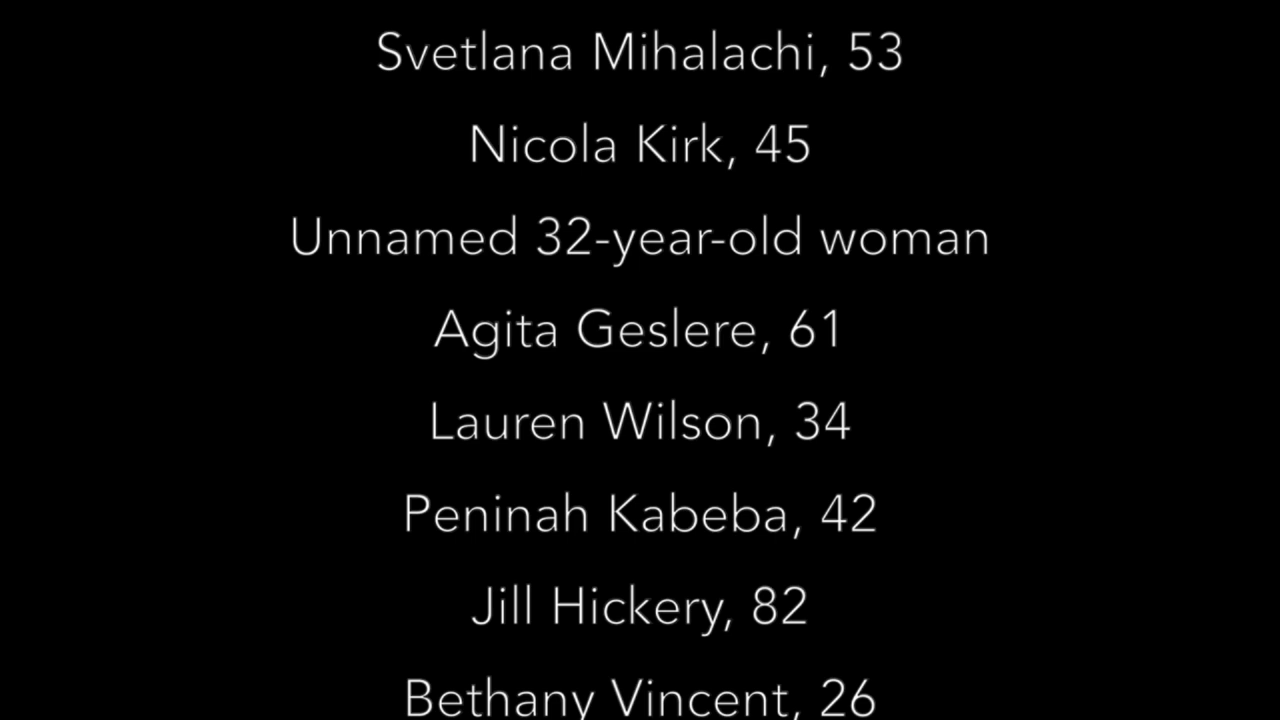 Svetlana Mihalachi, 53
Nicola Kirk, 45
Unnamed 32-year-old woman
Agita Geslere, 61
Lauren Wilson, 34
Peninah Kabeba, 42
Jill Hickery, 82
Bethany Vincent, 26